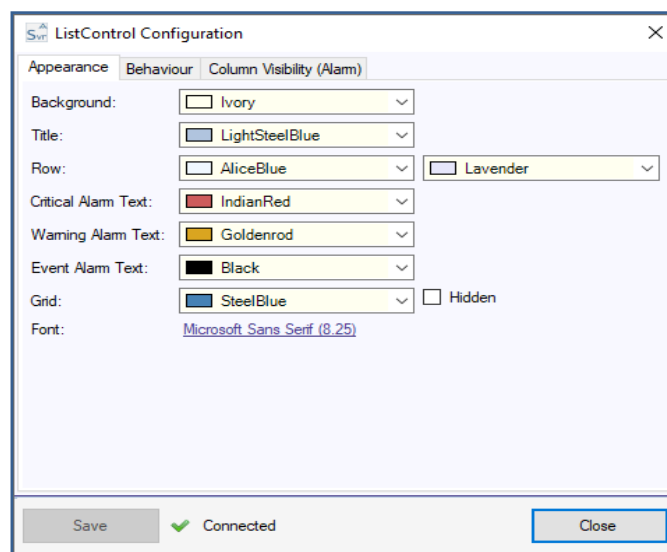 Svr ListControl Configuration
Appearance Behaviour Column Visibility (Alarm)
Background: Ivory
Title: LightSteelBlue
Row: AliceBlue Lavender
Critical Alarm Text: IndianRed
Warning Alarm Text: Goldenrod
Event Alarm Text: Black
Grid: SteelBlue Hidden
Font: Microsoft Sans Serif (8.25)
Save Connected Close